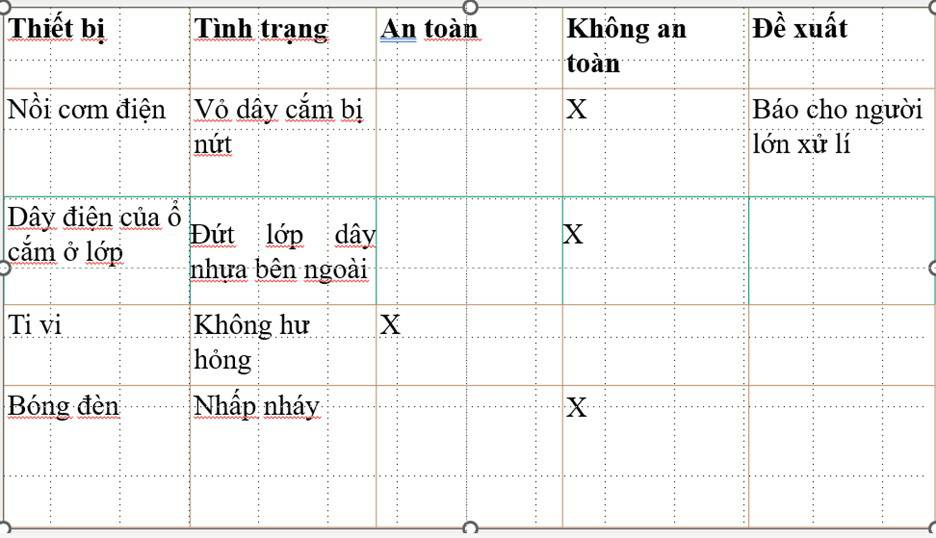 Thiết bị
Tình trạng
An toàn
Không an
toàn
Đề xuất
Nồi cơm điện
Vỏ dây cắm bị
nứt
X
Báo cho người
lớn xử lí
Dây điện của ổ
cắm ở lớp
Đứt lớp dây
nhựa bên ngoài
X
Ti vi
Không hư
hỏng
X
Bóng đèn
Nhấp nháy
X